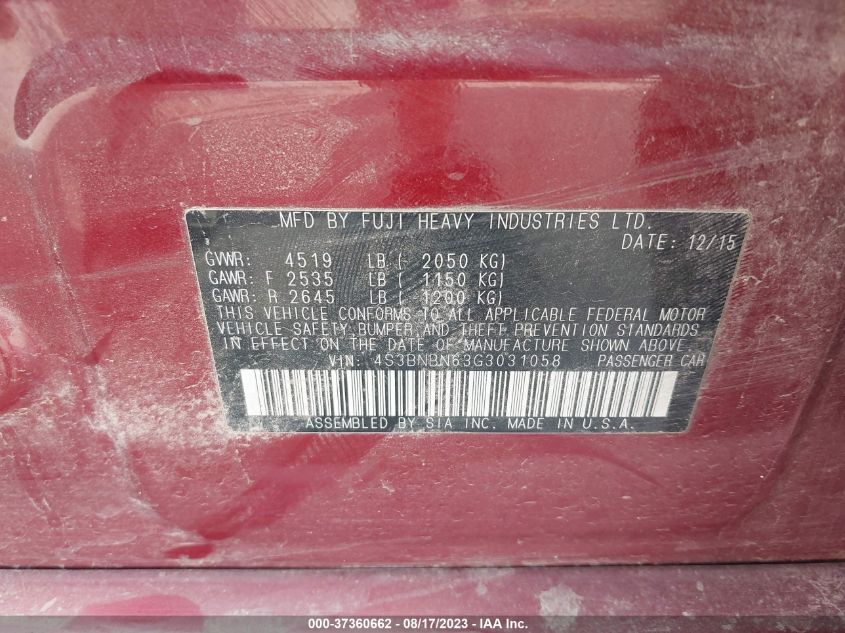 MFD BY FUJI HEAVY INDUSTRIES LTD.
DATE: 12/15
GVWR: 4519 LB ( 2050 KG)
GAWR: F 2535 LB ( 1150 KG)
GAWR: R 2645 LB ( 1200 KG)
THIS VEHICLE CONFORMS TO ALL APPLICABLE FEDERAL MOTOR
VEHICLE SAFETY,BUMPER,AND THEFT PREVENTION STANDARDS
IN EFFECT ON THE DATE OF MANUFACTURE SHOWN ABOVE.
VIN: 4S3BNBN63G3031058 PASSENGER CAR
ASSEMBLED BY SIA INC. MADE IN U.S.A.
000-37360662 - 08/17/2023 - IAA Inc.